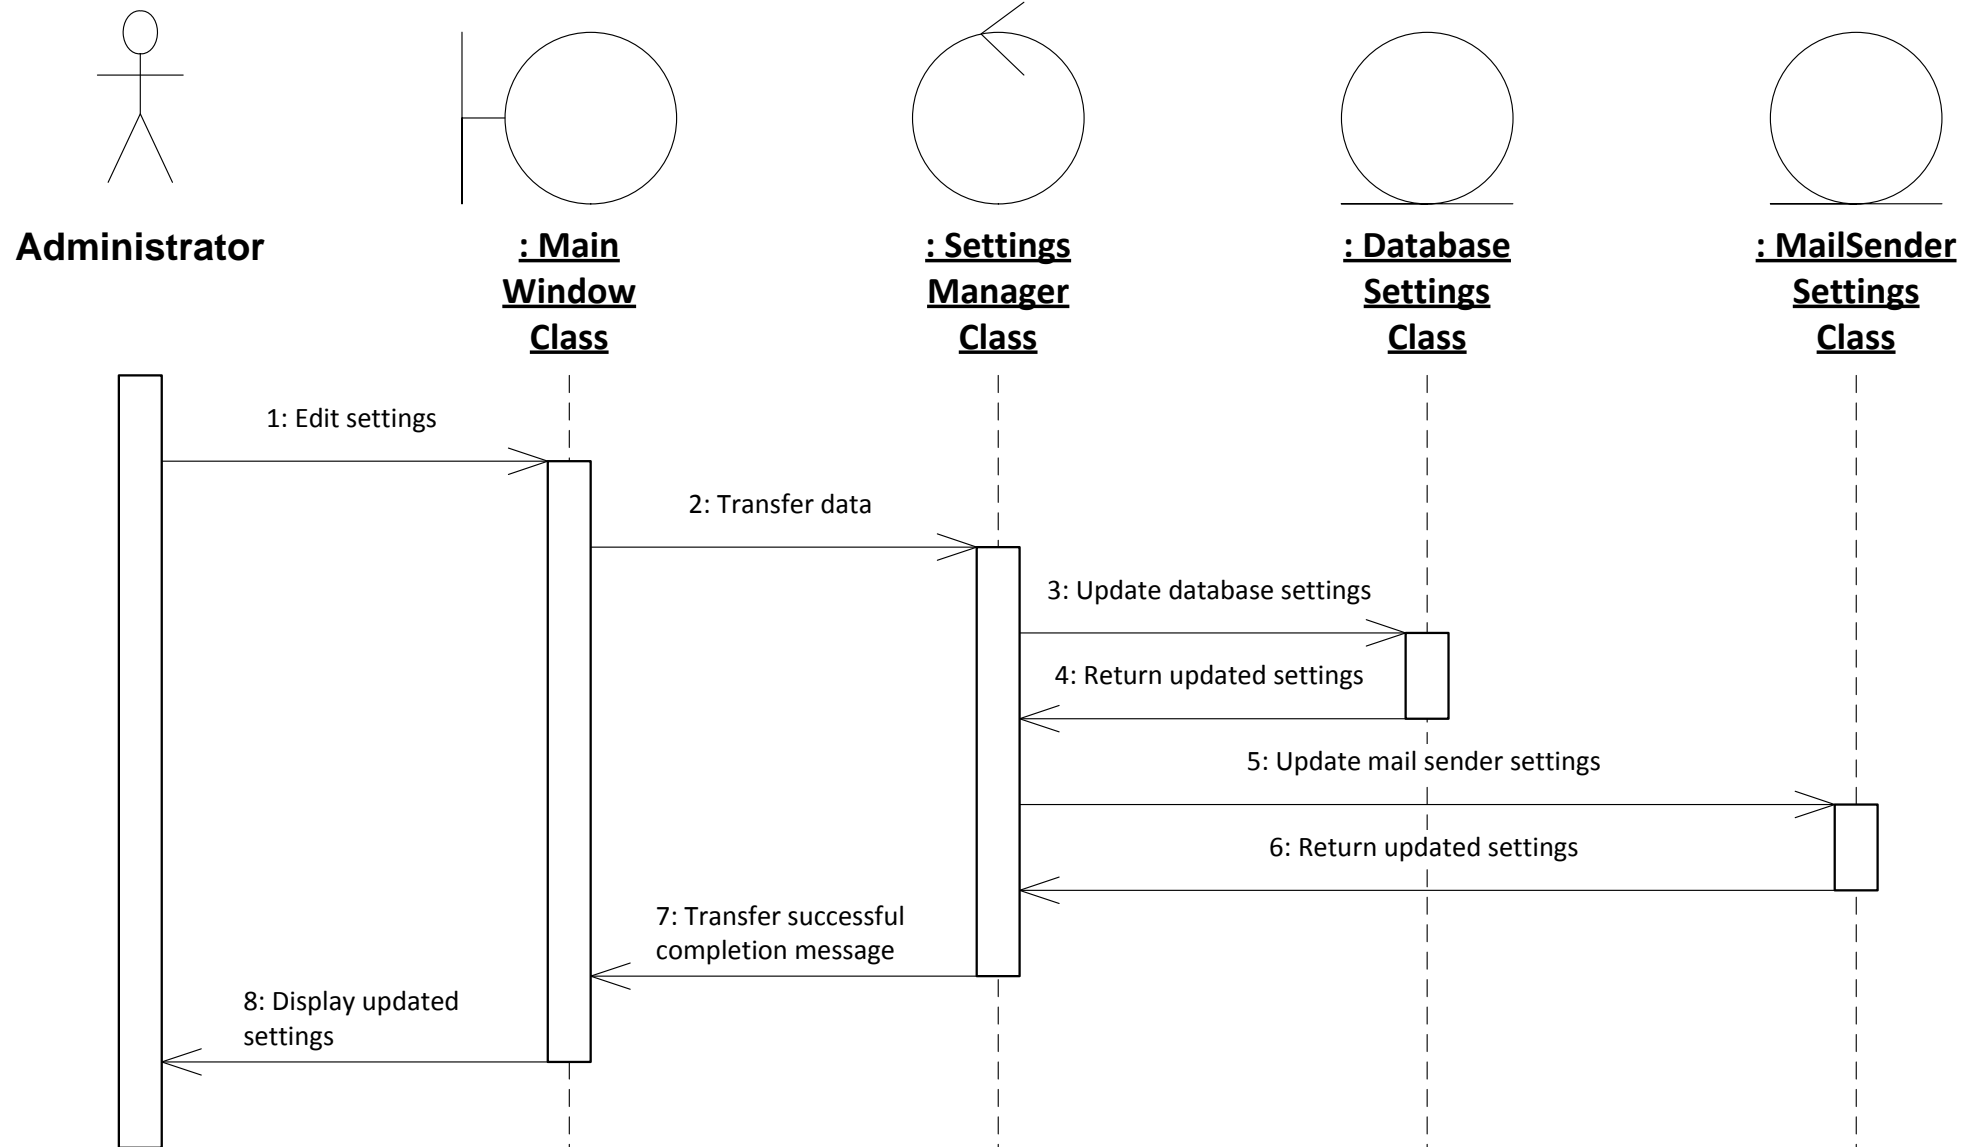 Administrator
: Main
Window
Class
: Settings
Manager
Class
: Database
Settings
Class
: MailSender
Settings
Class
1: Edit settings
2: Transfer data
3: Update database settings
4: Return updated settings
5: Update mail sender settings
6: Return updated settings
7: Transfer successful
completion message
8: Display updated
settings